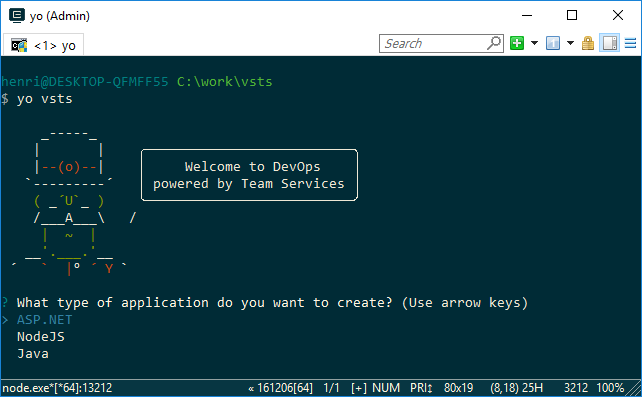 yo (Admin)
<1> yo
Search
henri@DESKTOP-QFMFF55 C:\work\vsts
$ yo vsts
     _-----_
    |       |
    |--(o)--|
   `---------´
    ( _´U`_ )
    /___A___\   /
     |  ~  |
   __'.___.'__
 ´   `  |° ´ Y `
Welcome to DevOps
powered by Team Services
? What type of application do you want to create? (Use arrow keys)
> ASP.NET
  NodeJS
  Java
node.exe*[*64]:13212 « 161206[64] 1/1 [+] NUM PRI↕ 80x19 (8,18) 25H 3212 100%